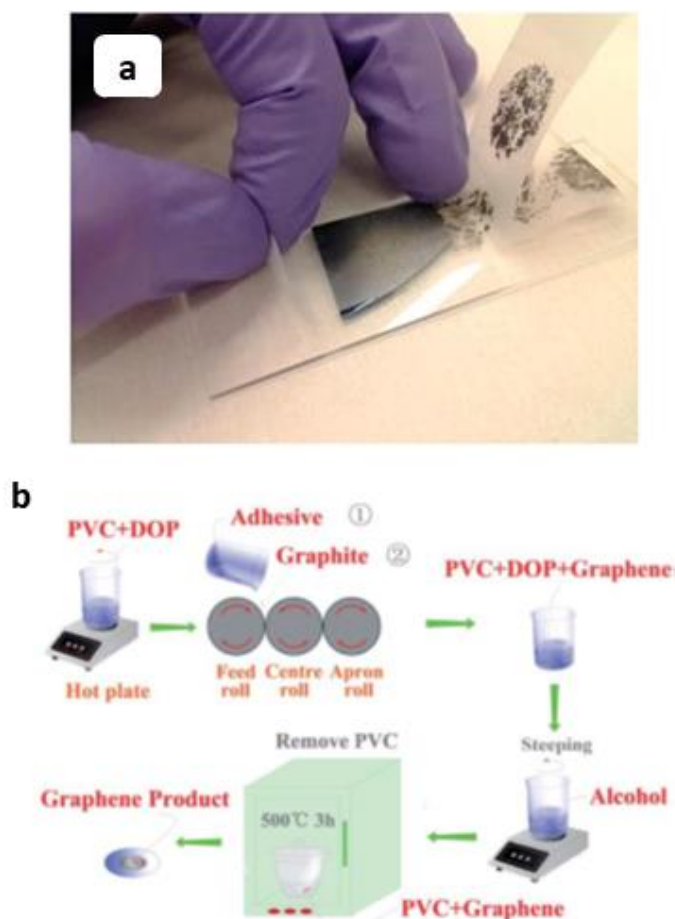 a
b
PVC+DOP
Adhesive ①
Graphite ②
PVC+DOP+Graphene
Hot plate
Feed roll
Centre roll
Apron roll
Remove PVC
Steeping
Graphene Product
500℃ 3h
Alcohol
PVC+Graphene